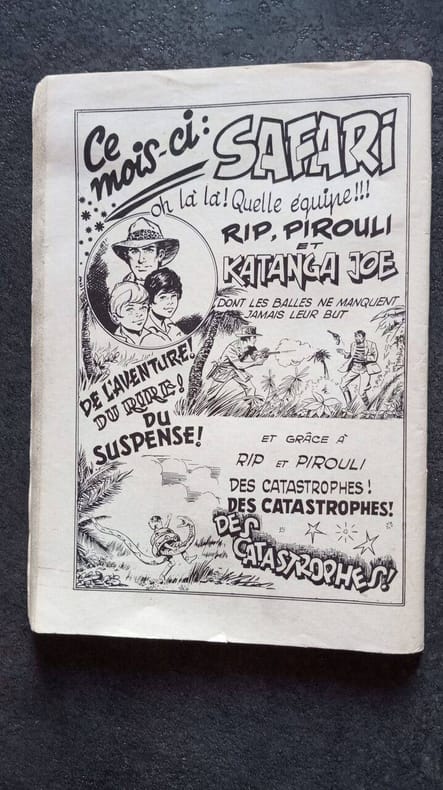 Ce
mois-ci:
SAFARI
Oh là là! Quelle équipe!!!
RIP, PIROULI
ET
KATANGA JOE
DONT LES BALLES NE MANQUENT
JAMAIS LEUR BUT
DE L'AVENTURE!
DU RIRE!
DU
SUSPENSE!
ET GRÂCE À
RIP ET PIROULI
DES CATASTROPHES!
DES CATASTROPHES!
DES
CATASTROPHES!